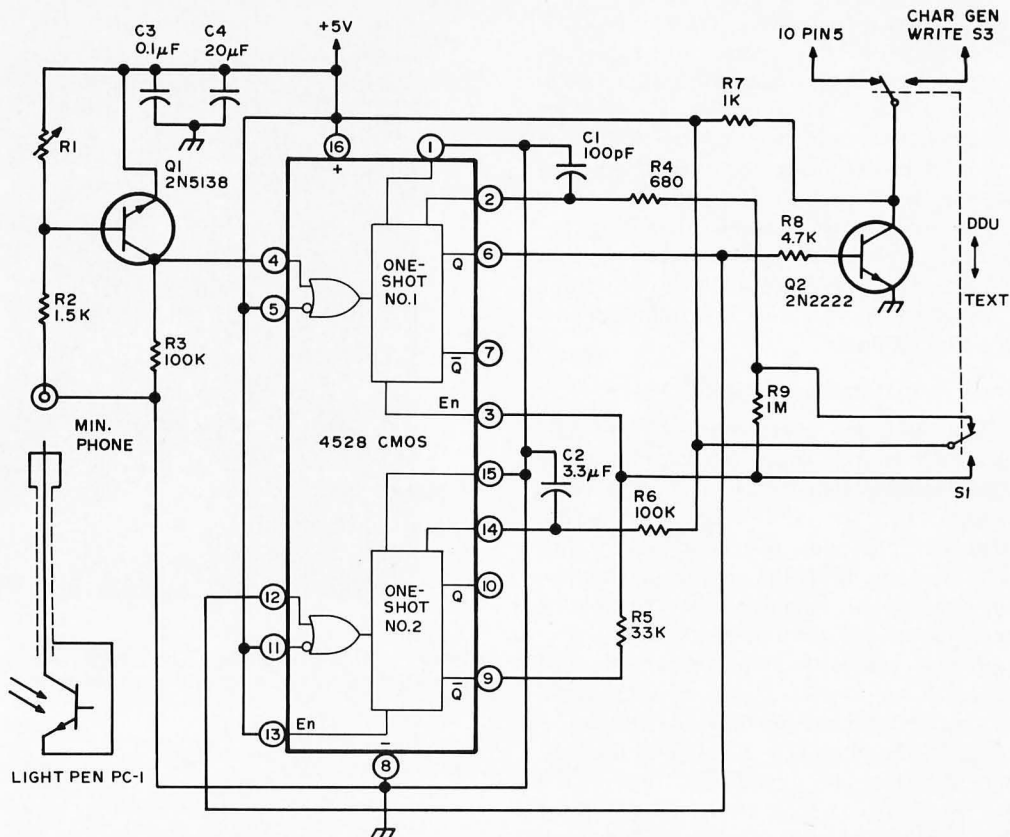 C3
0.1µF
C4
20µF
+5V
CHAR GEN
WRITE S3
10 PIN5
R7
1K
R1
Q1
2N5138
16
+
1
C1
100pF
R4
680
2
4
5
ONE-
SHOT
NO.1
Q
6
R8
4.7K
Q2
2N2222
DDU
TEXT
R2
1.5K
R3
100K
Q̅
7
En
3
R9
1M
MIN.
PHONE
4528 CMOS
C2
3.3µF
15
14
R6
100K
S1
12
11
ONE-
SHOT
NO.2
Q
10
R5
33K
Q̅
9
En
13
–
8
LIGHT PEN PC-1